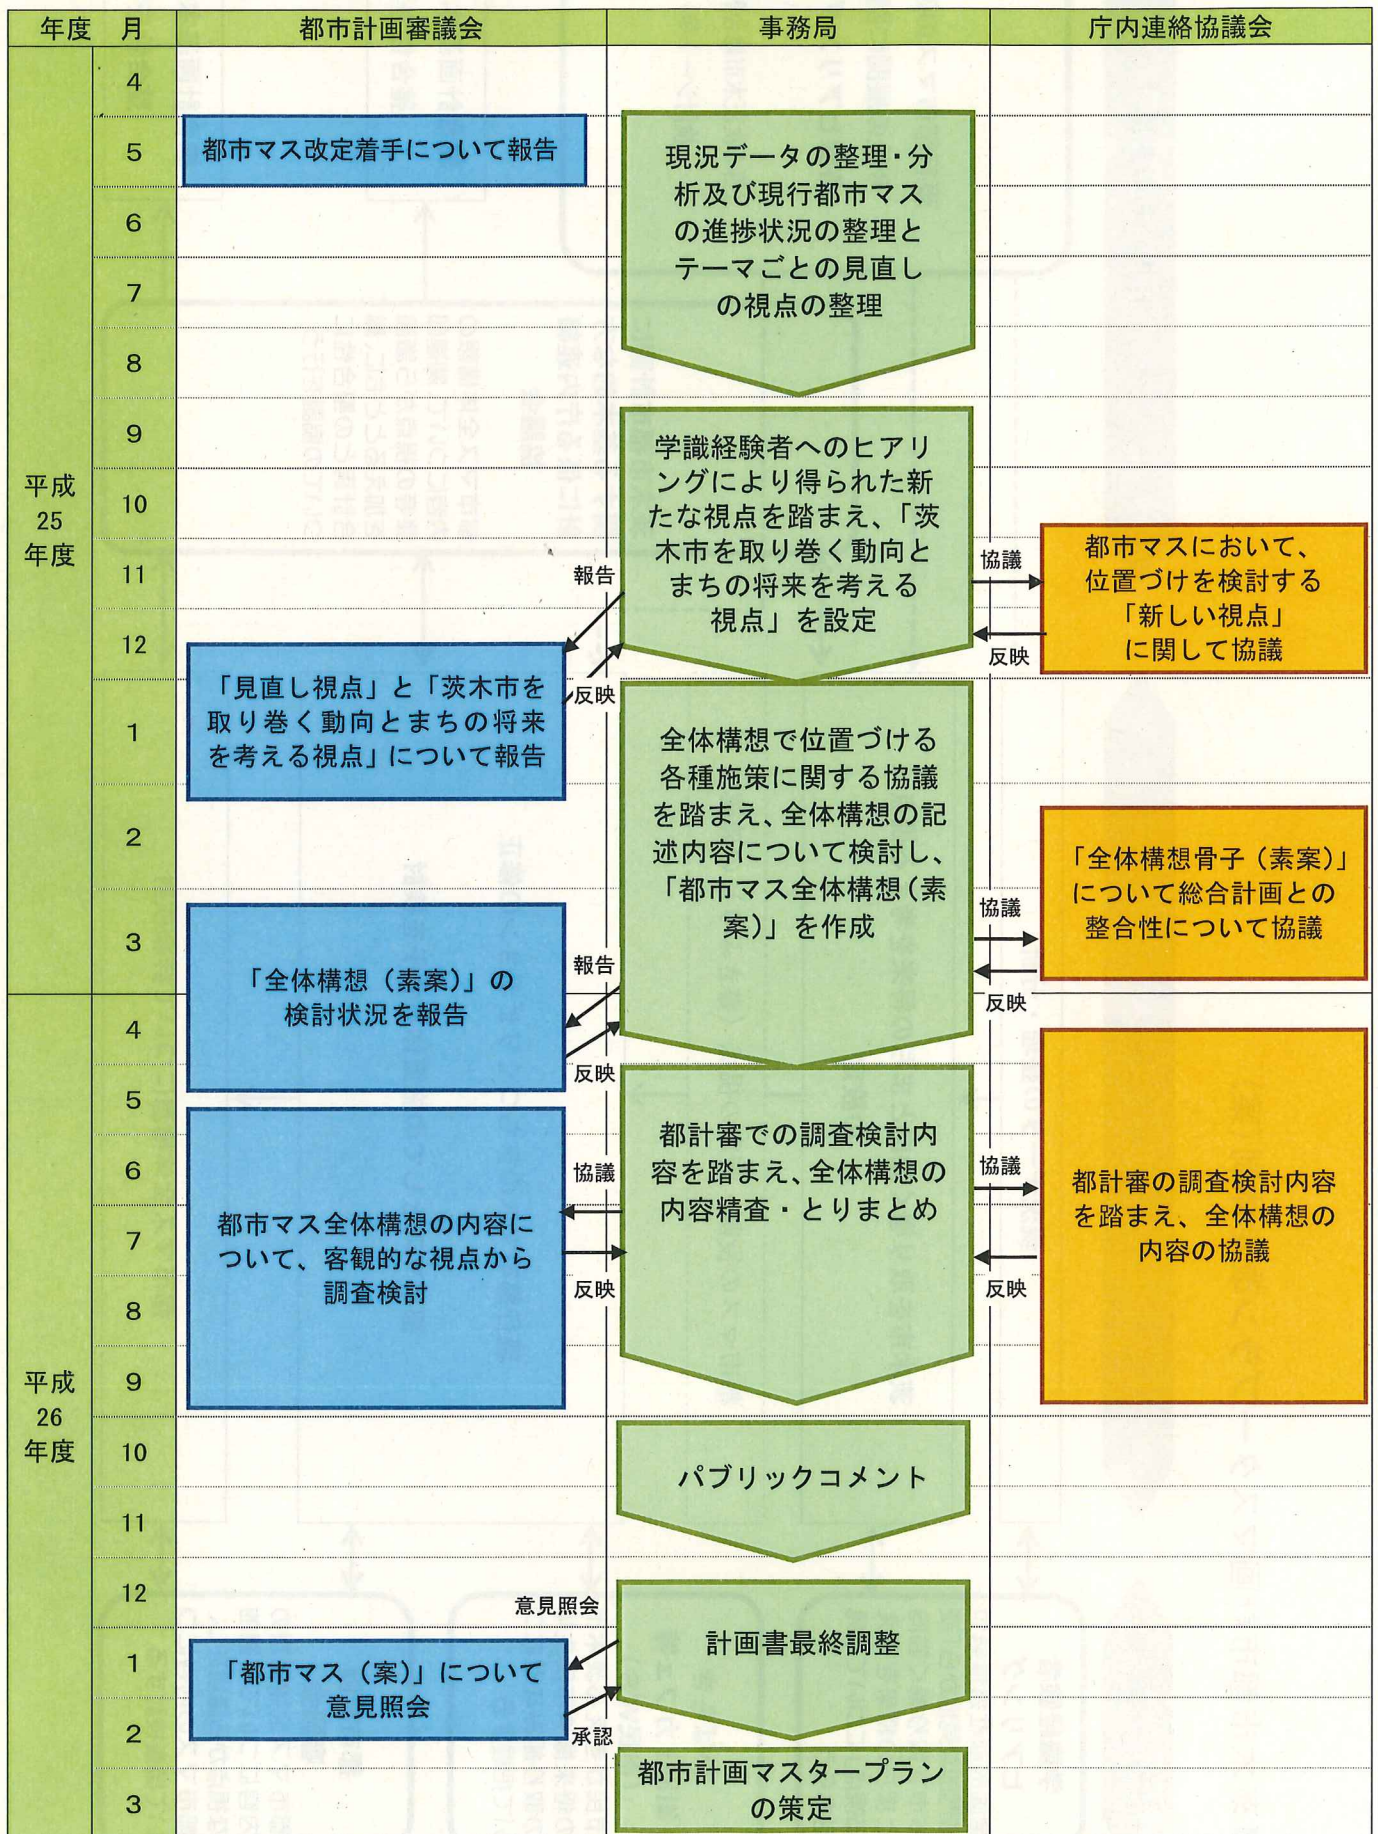 年度 月 都市計画審議会 事務局 庁内連絡協議会
平成
25
年度
4
5
6
7
8
9
10
11
12
1
2
3
平成
26
年度
4
5
6
7
8
9
10
11
12
1
2
3
都市マス改定着手について報告
現況データの整理・分
析及び現行都市マス
の進捗状況の整理と
テーマごとの見直し
の視点の整理
学識経験者へのヒアリ
ングにより得られた新
たな視点を踏まえ、「茨
木市を取り巻く動向と
まちの将来を考える
視点」を設定
協議
反映
都市マスにおいて、
位置づけを検討する
「新しい視点」
に関して協議
報告
反映
「見直し視点」と「茨木市を
取り巻く動向とまちの将来
を考える視点」について報告
全体構想で位置づける
各種施策に関する協議
を踏まえ、全体構想の記
述内容について検討し、
「都市マス全体構想(素
案)」を作成
協議
反映
「全体構想骨子(素案)」
について総合計画との
整合性について協議
報告
反映
「全体構想(素案)」の
検討状況を報告
都計審での調査検討内
容を踏まえ、全体構想の
内容精査・とりまとめ
協議
反映
都市マス全体構想の内容に
ついて、客観的な視点から
調査検討
協議
反映
都計審の調査検討内容
を踏まえ、全体構想の
内容の協議
パブリックコメント
計画書最終調整
意見照会
承認
「都市マス(案)」について
意見照会
都市計画マスタープラン
の策定